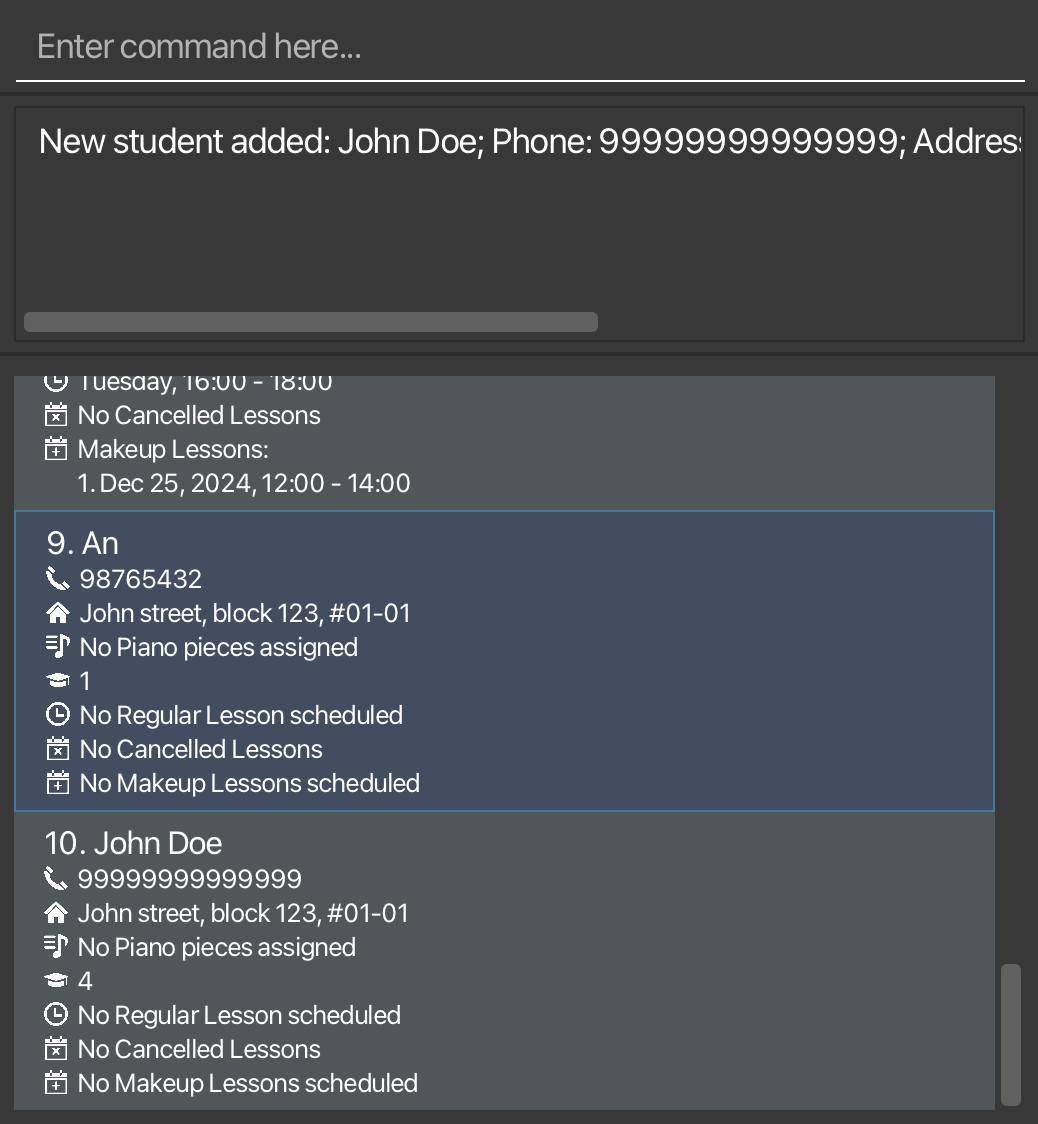 Enter command here...
New student added: John Doe; Phone: 99999999999999; Address
Tuesday, 16:00 - 18:00
No Cancelled Lessons
Makeup Lessons:
1. Dec 25, 2024, 12:00 - 14:00
9. An
98765432
John street, block 123, #01-01
No Piano pieces assigned
1
No Regular Lesson scheduled
No Cancelled Lessons
No Makeup Lessons scheduled
10. John Doe
99999999999999
John street, block 123, #01-01
No Piano pieces assigned
4
No Regular Lesson scheduled
No Cancelled Lessons
No Makeup Lessons scheduled